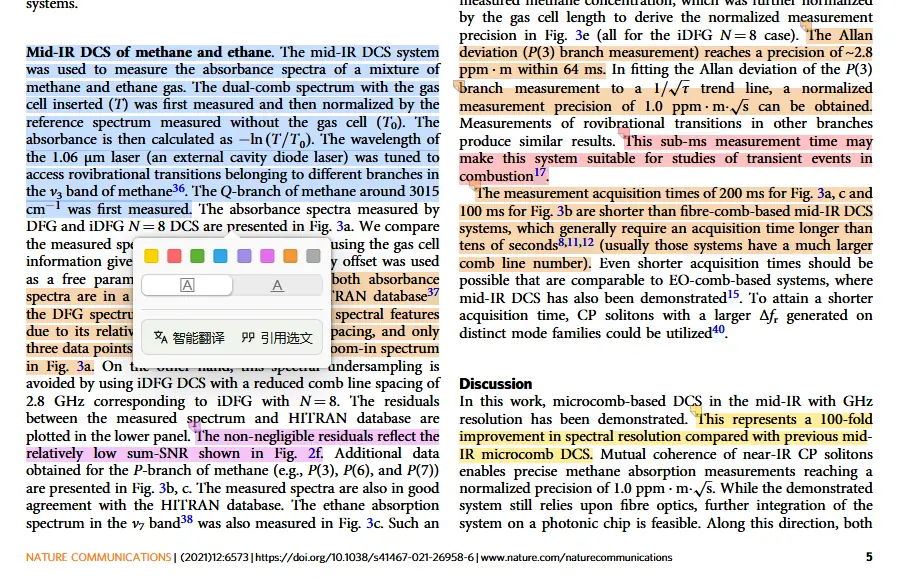 systems.
Mid-IR DCS of methane and ethane. The mid-IR DCS system
was used to measure the absorbance spectra of a mixture of
methane and ethane gas. The dual-comb spectrum with the gas
cell inserted (T) was first measured and then normalized by the
reference spectrum measured without the gas cell (T₀). The
absorbance is then calculated as −ln (T/T₀). The wavelength of
the 1.06 μm laser (an external cavity diode laser) was tuned to
access rovibrational transitions belonging to different branches in
the ν₃ band of methane³⁶. The Q-branch of methane around 3015
cm⁻¹ was first measured. The absorbance spectra measured by
DFG and iDFG N = 8 DCS are presented in Fig. 3a. We compare
the measured spe using the gas cell
information give y offset was used
as a free param both absorbance
spectra are in a TRAN database³⁷
the DFG spectru spectral features
due to its relativ pacing, and only
three data points oom-in spectrum
in Fig. 3a. On the other hand, this spectral undersampling is
avoided by using iDFG DCS with a reduced comb line spacing of
2.8 GHz corresponding to iDFG with N = 8. The residuals
between the measured spectrum and HITRAN database are
plotted in the lower panel. The non-negligible residuals reflect the
relatively low sum-SNR shown in Fig. 2f. Additional data
obtained for the P-branch of methane (e.g., P(3), P(6), and P(7))
are presented in Fig. 3b, c. The measured spectra are also in good
agreement with the HITRAN database. The ethane absorption
spectrum in the ν₇ band³⁸ was also measured in Fig. 3c. Such an
A
A
智能翻译 引用选文
measured methane concentration, which was further normalized
by the gas cell length to derive the normalized measurement
precision in Fig. 3e (all for the iDFG N = 8 case). The Allan
deviation (P(3) branch measurement) reaches a precision of ~2.8
ppm · m within 64 ms. In fitting the Allan deviation of the P(3)
branch measurement to a 1/√τ trend line, a normalized
measurement precision of 1.0 ppm · m·√s can be obtained.
Measurements of rovibrational transitions in other branches
produce similar results. This sub-ms measurement time may
make this system suitable for studies of transient events in
combustion¹⁷.
The measurement acquisition times of 200 ms for Fig. 3a, c and
100 ms for Fig. 3b are shorter than fibre-comb-based mid-IR DCS
systems, which generally require an acquisition time longer than
tens of seconds⁸,¹¹,¹² (usually those systems have a much larger
comb line number). Even shorter acquisition times should be
possible that are comparable to EO-comb-based systems, where
mid-IR DCS has also been demonstrated¹⁵. To attain a shorter
acquisition time, CP solitons with a larger Δfᵣ generated on
distinct mode families could be utilized⁴⁰.
Discussion
In this work, microcomb-based DCS in the mid-IR with GHz
resolution has been demonstrated. This represents a 100-fold
improvement in spectral resolution compared with previous mid-
IR microcomb DCS. Mutual coherence of near-IR CP solitons
enables precise methane absorption measurements reaching a
normalized precision of 1.0 ppm · m·√s. While the demonstrated
system still relies upon fibre optics, further integration of the
system on a photonic chip is feasible. Along this direction, both
NATURE COMMUNICATIONS | (2021)12:6573 | https://doi.org/10.1038/s41467-021-26958-6 | www.nature.com/naturecommunications 5